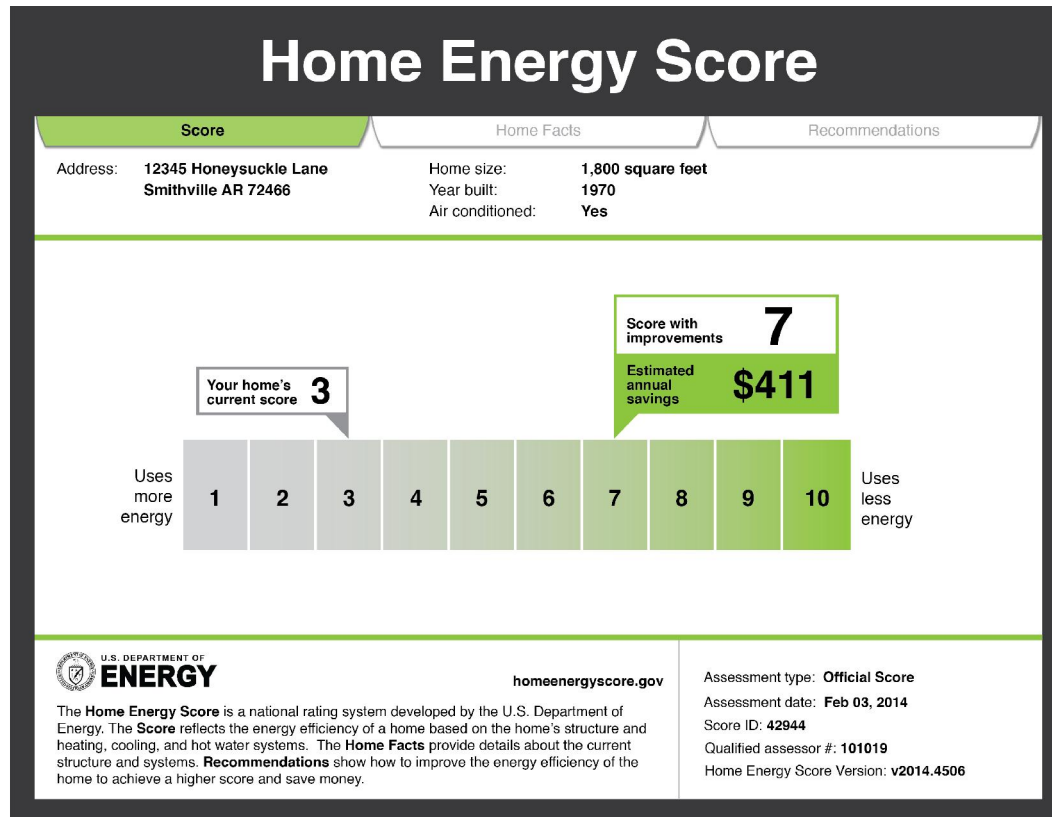 Home Energy Score
Score
Home Facts
Recommendations
Address: 12345 Honeysuckle Lane
Smithville AR 72466
Home size: 1,800 square feet
Year built: 1970
Air conditioned: Yes
Score with
improvements
7
Estimated
annual
savings
$411
Your home's
current score
3
Uses
more
energy
1 2 3 4 5 6 7 8 9 10
Uses
less
energy
U.S. DEPARTMENT OF
ENERGY
homeenergyscore.gov
The Home Energy Score is a national rating system developed by the U.S. Department of
Energy. The Score reflects the energy efficiency of a home based on the home's structure and
heating, cooling, and hot water systems. The Home Facts provide details about the current
structure and systems. Recommendations show how to improve the energy efficiency of the
home to achieve a higher score and save money.
Assessment type: Official Score
Assessment date: Feb 03, 2014
Score ID: 42944
Qualified assessor #: 101019
Home Energy Score Version: v2014.4506